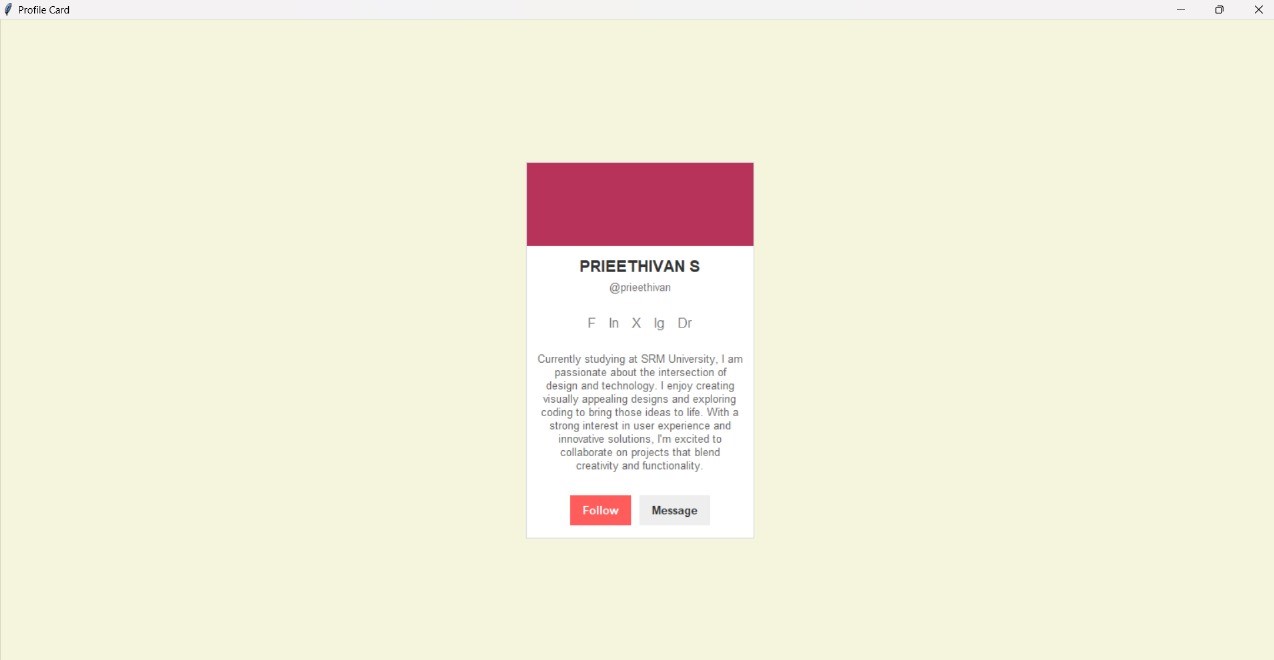 Profile Card
PRIEETHIVAN S
@prieethivan
F In X Ig Dr
Currently studying at SRM University, I am
passionate about the intersection of
design and technology. I enjoy creating
visually appealing designs and exploring
coding to bring those ideas to life. With a
strong interest in user experience and
innovative solutions, I'm excited to
collaborate on projects that blend
creativity and functionality.
Follow Message